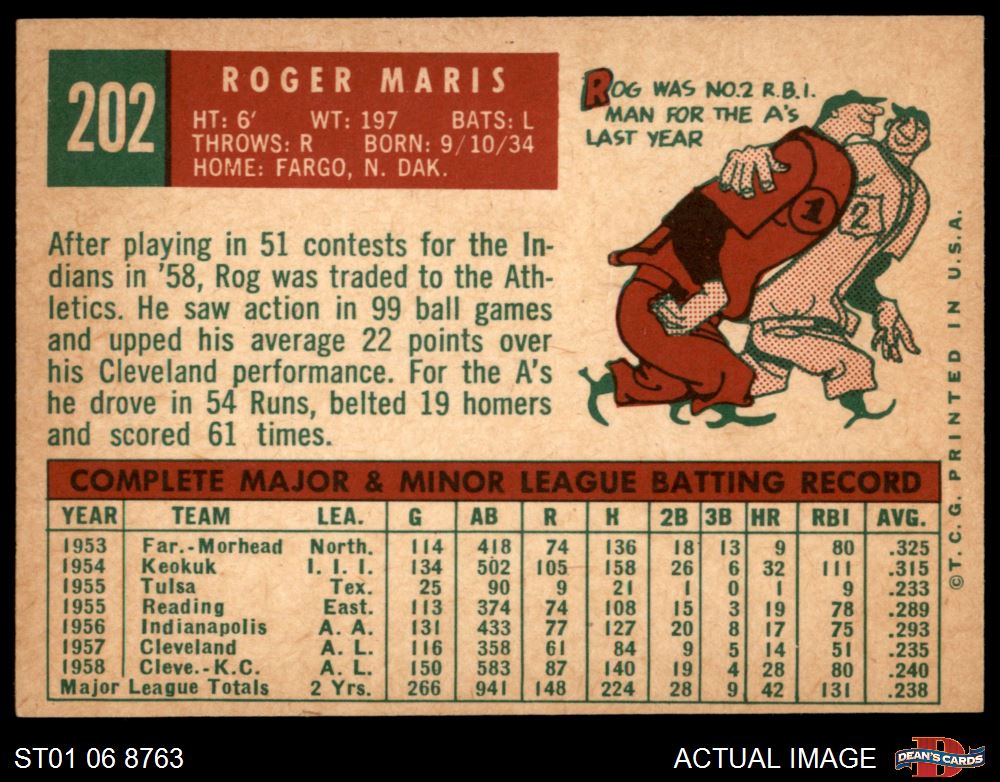 202
ROGER MARIS
HT: 6' WT: 197 BATS: L
THROWS: R BORN: 9/10/34
HOME: FARGO, N. DAK.
ROG WAS NO.2 R.B.I.
MAN FOR THE A'S
LAST YEAR
1
2
After playing in 51 contests for the In-
dians in '58, Rog was traded to the Ath-
letics. He saw action in 99 ball games
and upped his average 22 points over
his Cleveland performance. For the A's
he drove in 54 Runs, belted 19 homers
and scored 61 times.
COMPLETE MAJOR & MINOR LEAGUE BATTING RECORD
YEAR TEAM LEA. G AB R H 2B 3B HR RBI AVG.
1953 Far.-Morhead North. 114 418 74 136 18 13 9 80 .325
1954 Keokuk I. I. I. 134 502 105 158 26 6 32 111 .315
1955 Tulsa Tex. 25 90 9 21 1 0 1 9 .233
1955 Reading East. 113 374 74 108 15 3 19 78 .289
1956 Indianapolis A. A. 131 433 77 127 20 8 17 75 .293
1957 Cleveland A. L. 116 358 61 84 9 5 14 51 .235
1958 Cleve.-K.C. A. L. 150 583 87 140 19 4 28 80 .240
Major League Totals 2 Yrs. 266 941 148 224 28 9 42 131 .238
©T. C. G. PRINTED IN U.S.A.
ST01 06 8763
ACTUAL IMAGE
D
DEAN'S CARDS